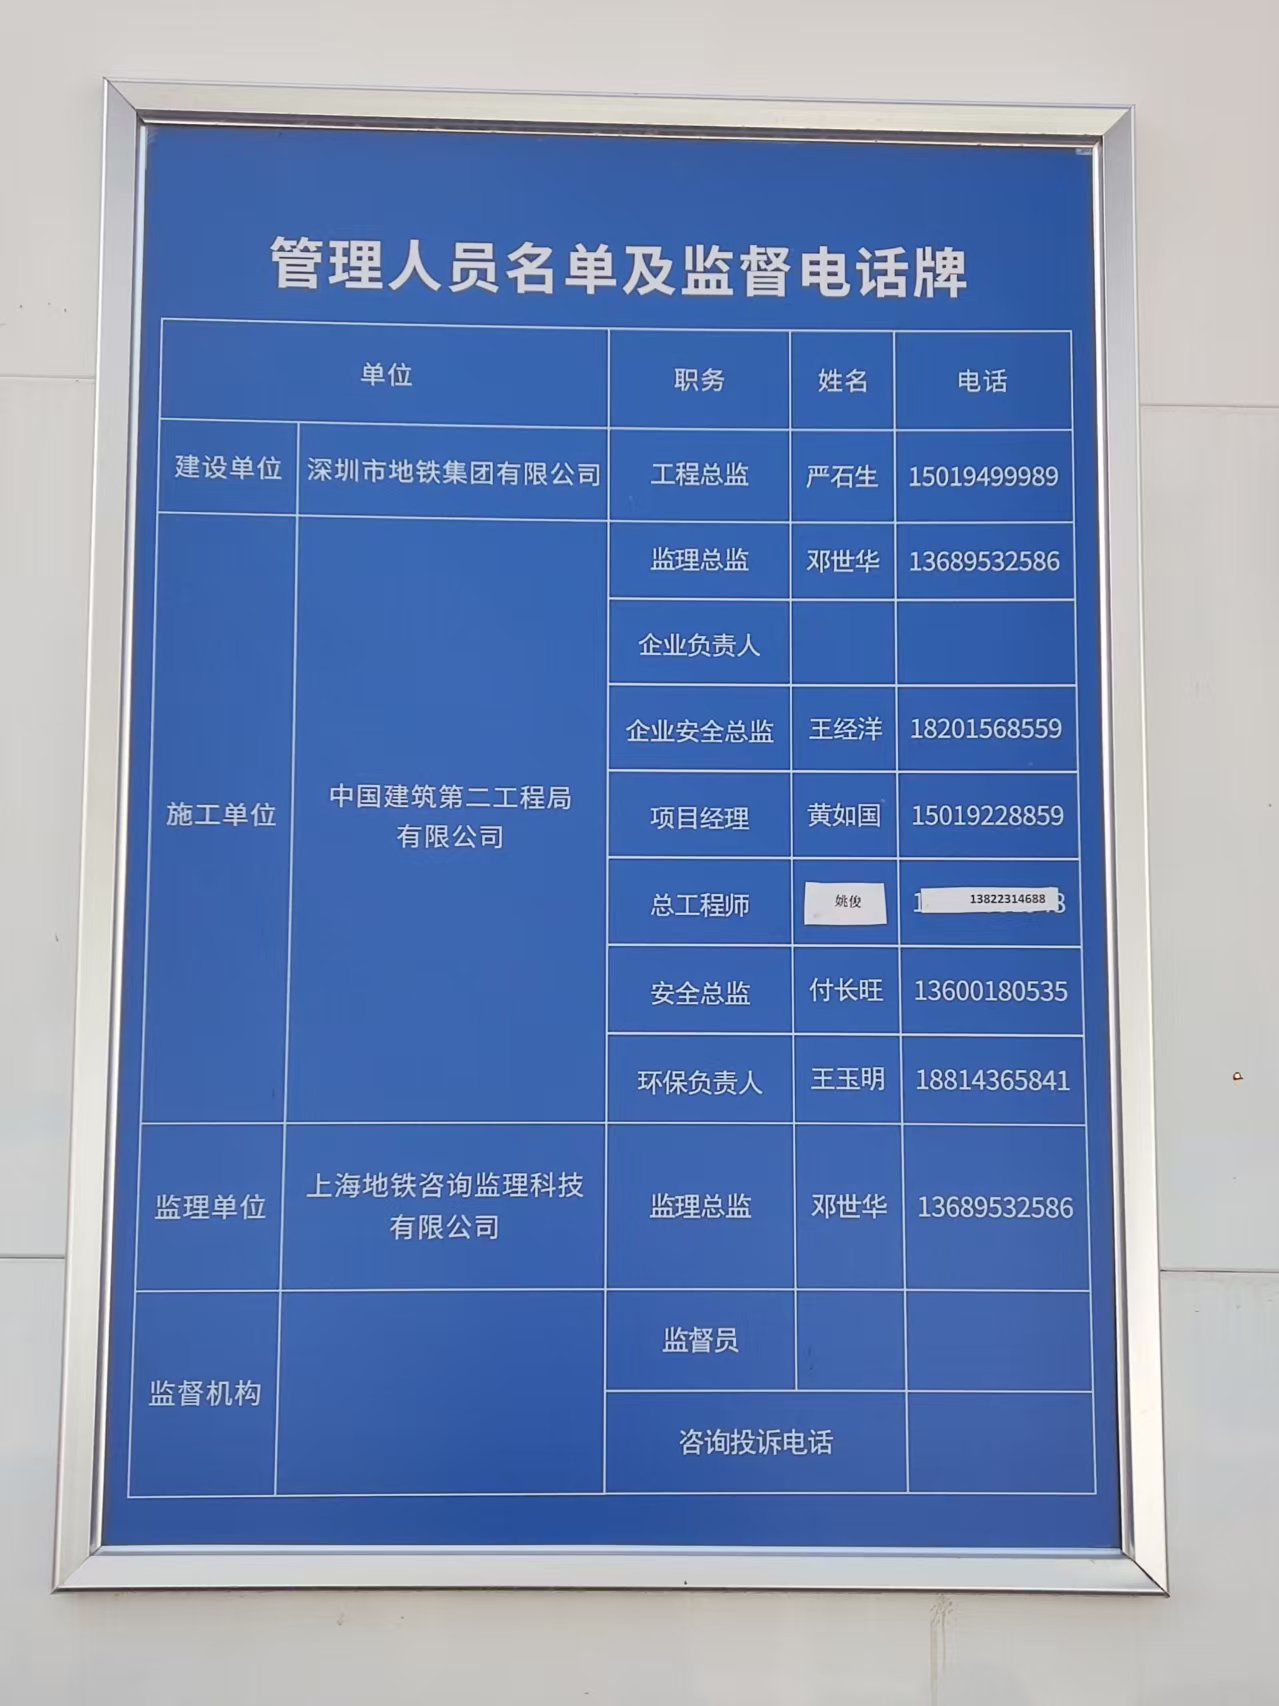 管理人员名单及监督电话牌
单位 职务 姓名 电话
建设单位 深圳市地铁集团有限公司 工程总监 严石生 15019499989
施工单位 中国建筑第二工程局
有限公司
监理总监 邓世华 13689532586
企业负责人
企业安全总监 王经洋 18201568559
项目经理 黄如国 15019228859
总工程师 姚俊 13822314688
安全总监 付长旺 13600180535
环保负责人 王玉明 18814365841
监理单位 上海地铁咨询监理科技
有限公司
监理总监 邓世华 13689532586
监督机构
监督员
咨询投诉电话